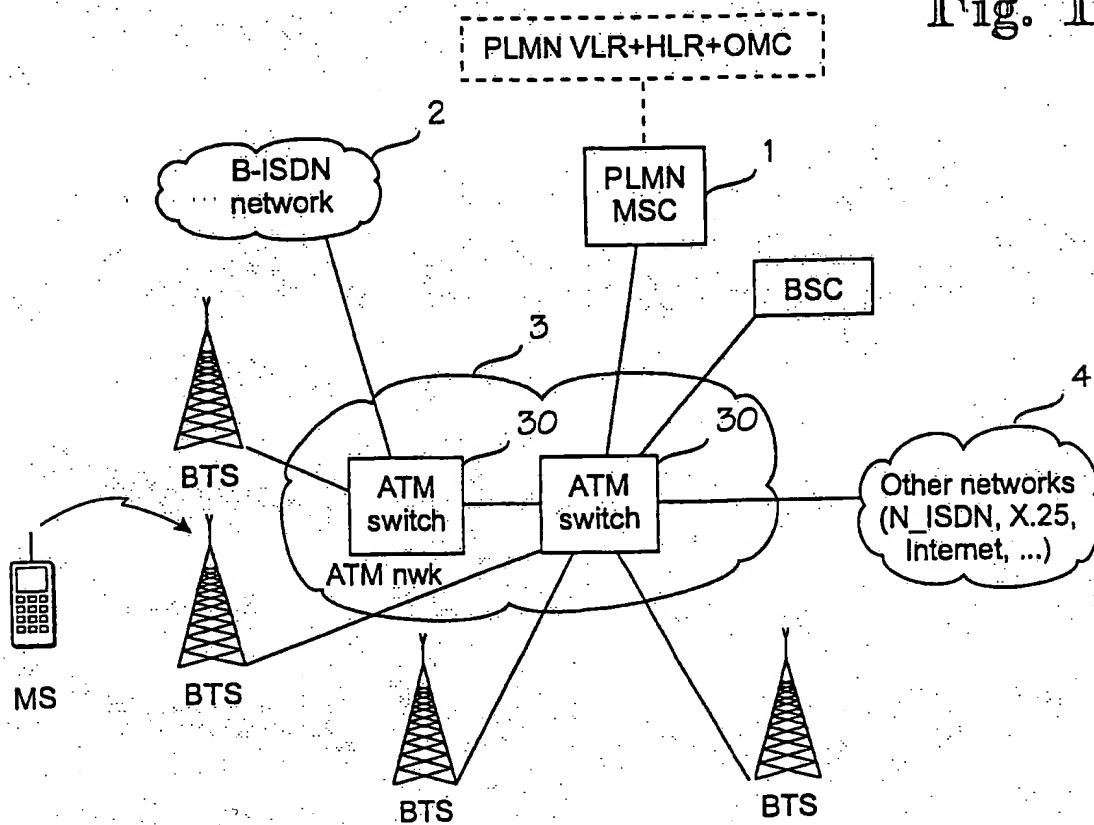 Fig. 1
PLMN VLR+HLR+OMC
2
B-ISDN
network
1
PLMN
MSC
BSC
3
4
30
30
BTS
ATM
switch
ATM
switch
Other networks
(N_ISDN, X.25,
Internet, ...)
ATM nwk
MS
BTS
BTS
BTS